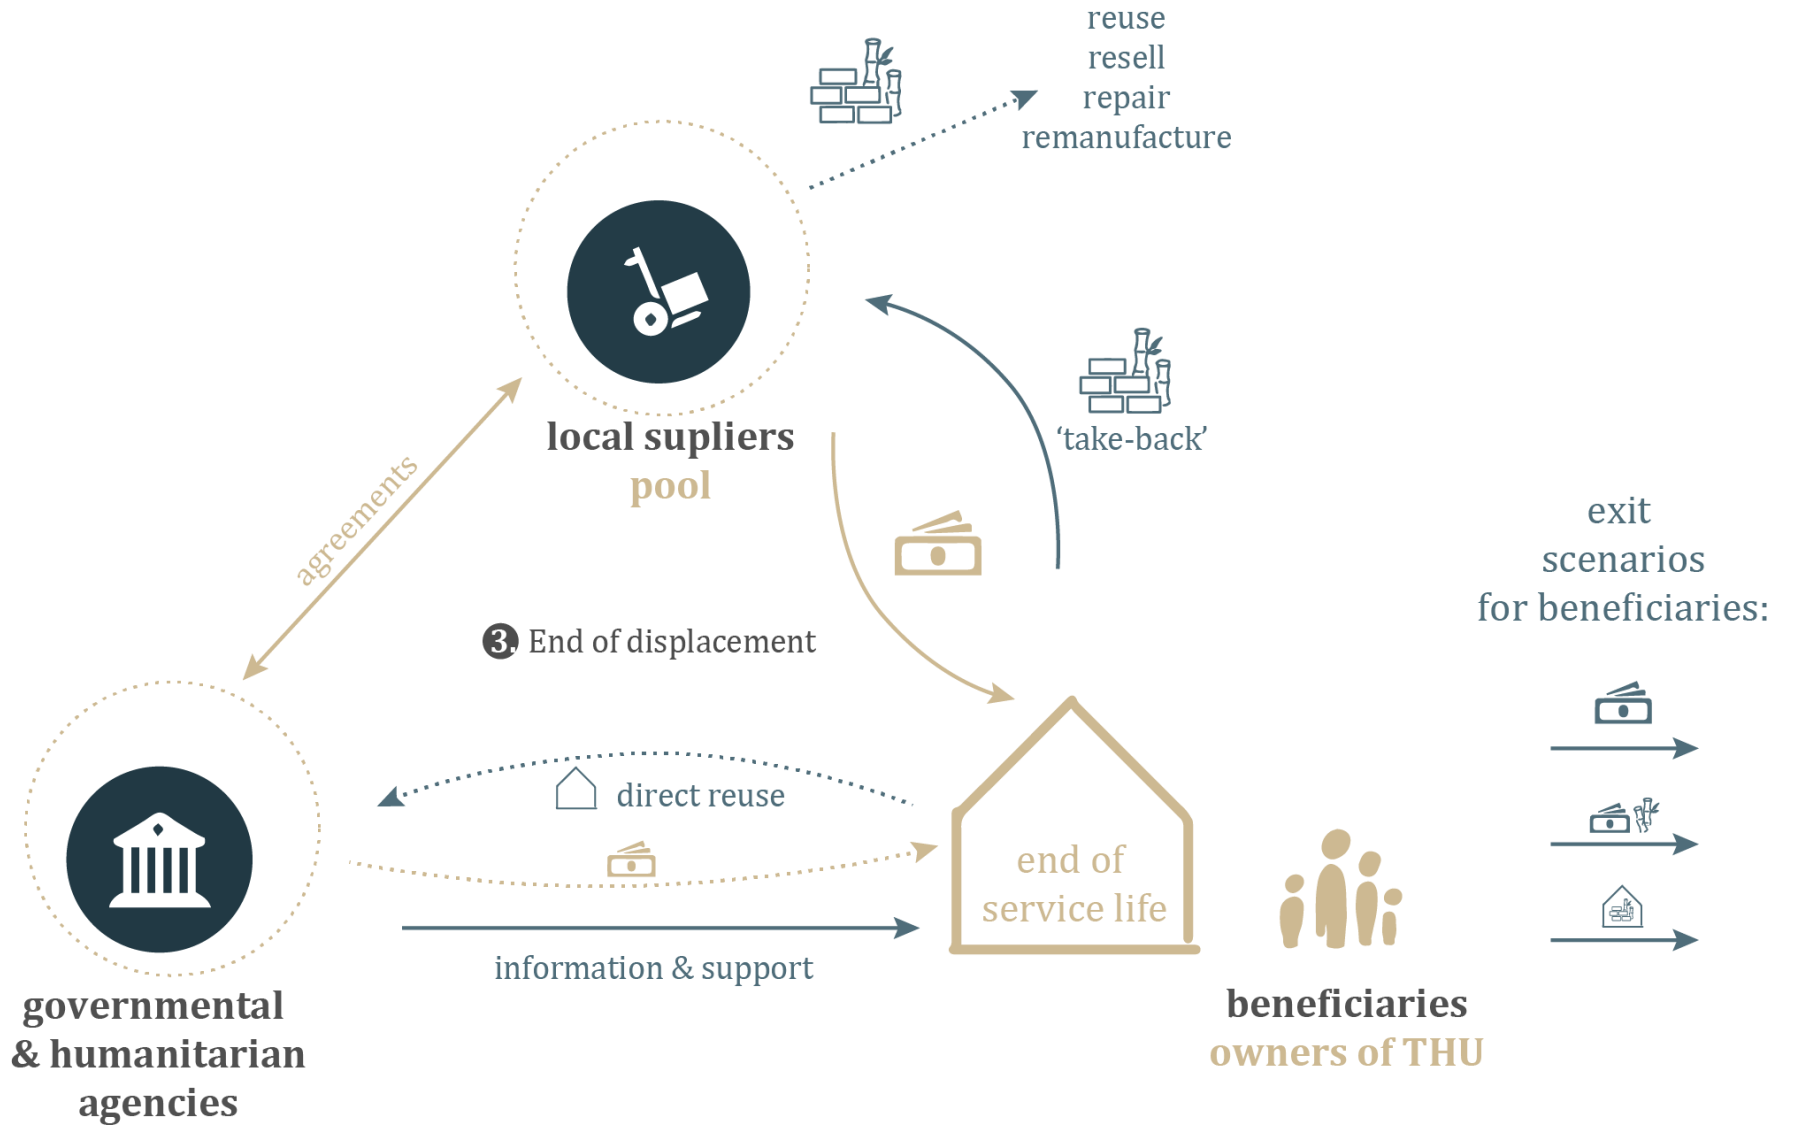 reuse
resell
repair
remanufacture
local supliers
pool
'take-back'
agreements
exit
scenarios
for beneficiaries:
3. End of displacement
direct reuse
end of
service life
information & support
governmental
& humanitarian
agencies
beneficiaries
owners of THU